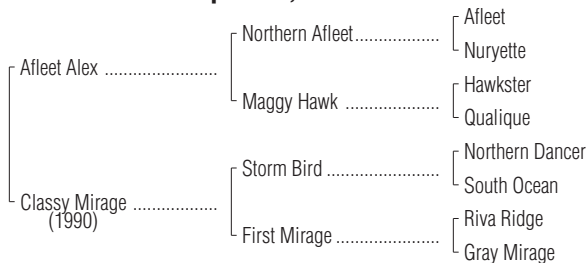 Northern Afleet..................
Afleet
Nuryette
Afleet Alex ........................
Maggy Hawk ....................
Hawkster
Qualique
Storm Bird ........................
Northern Dancer
South Ocean
Classy Mirage ..................
(1990)
First Mirage ......................
Riva Ridge
Gray Mirage